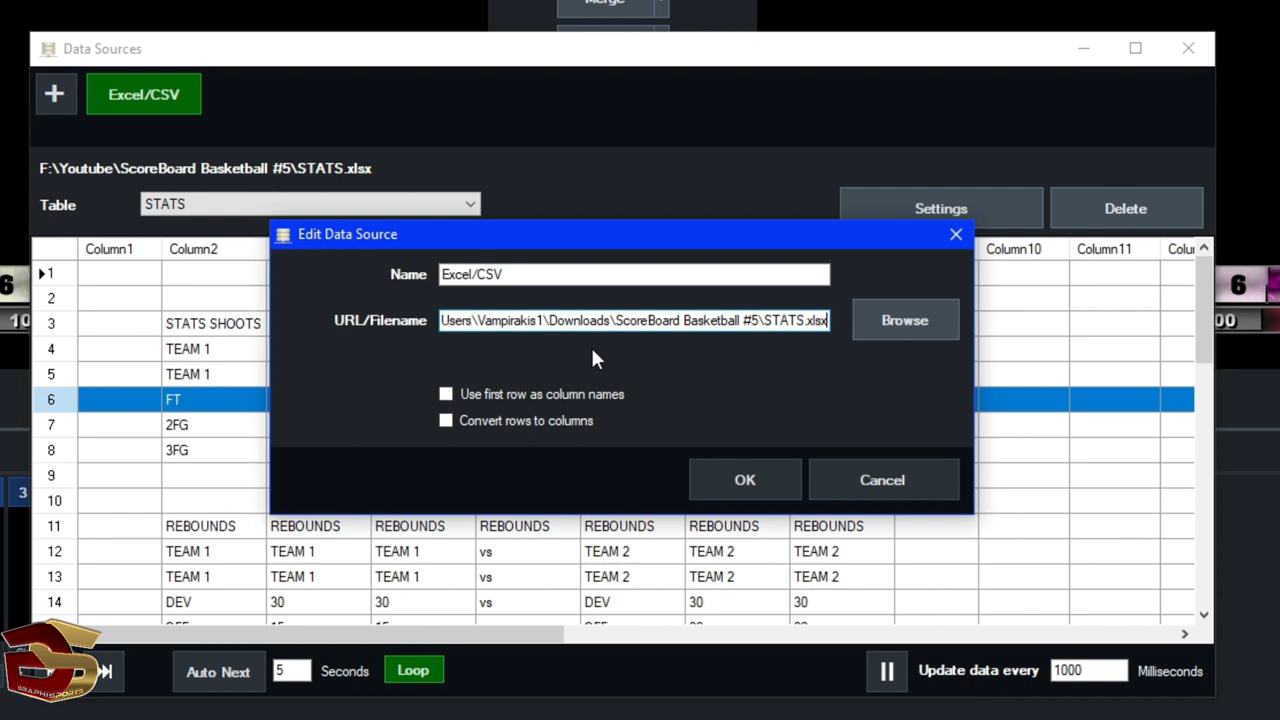 Merge
Data Sources
+ Excel/CSV
F:\Youtube\ScoreBoard Basketball #5\STATS.xlsx
Table STATS Settings Delete
Edit Data Source
Name Excel/CSV
URL/Filename Users\Vampirakis1\Downloads\ScoreBoard Basketball #5\STATS.xlsx Browse
Use first row as column names
Convert rows to columns
OK Cancel
Column1 Column2 Column10 Column11
1
2
3 STATS SHOOTS
4 TEAM 1
5 TEAM 1
6 FT
7 2FG
8 3FG
9
10
11 REBOUNDS REBOUNDS REBOUNDS REBOUNDS REBOUNDS REBOUNDS REBOUNDS
12 TEAM 1 TEAM 1 TEAM 1 vs TEAM 2 TEAM 2 TEAM 2
13 TEAM 1 TEAM 1 TEAM 1 vs TEAM 2 TEAM 2 TEAM 2
14 DEV 30 30 vs DEV 30 30
6 6
10 00
3
GRAPHISPORTS
Auto Next 5 Seconds Loop Update data every 1000 Milliseconds